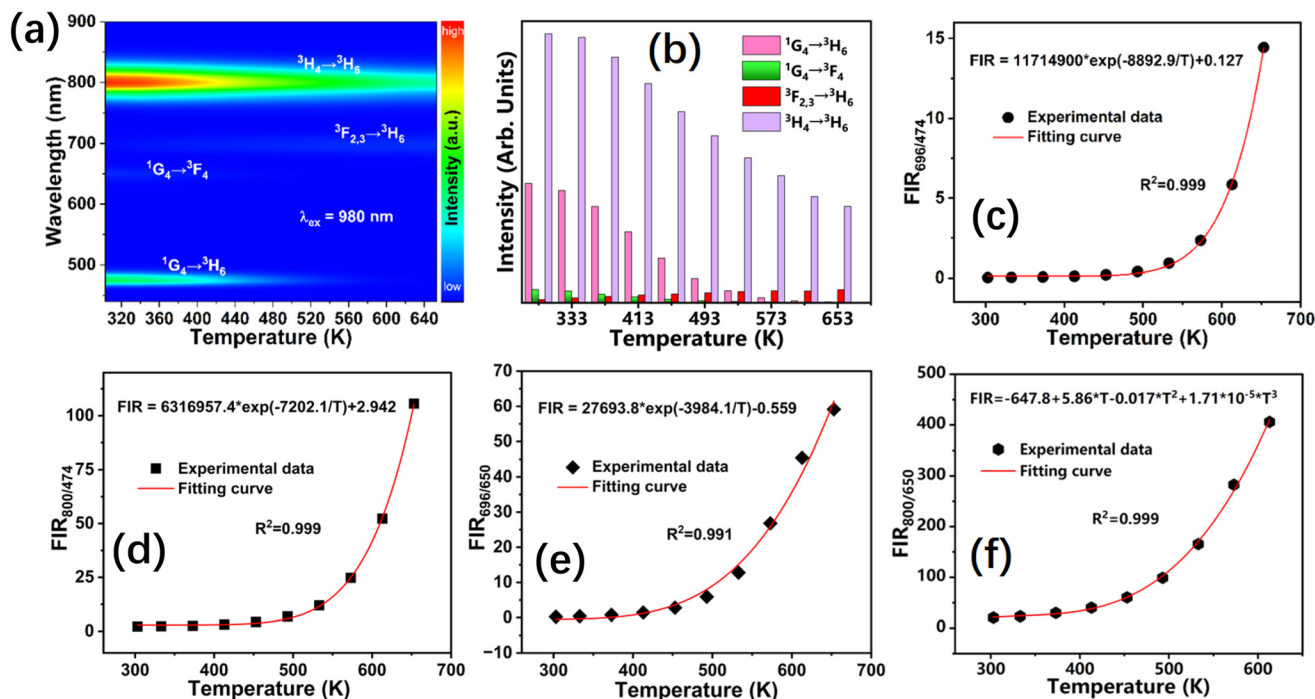 (a)
900
800
700
600
500
Wavelength (nm)
³H₄→³H₆
³F₂,₃→³H₆
¹G₄→³F₄
λex = 980 nm
¹G₄→³H₆
320 360 400 440 480 520 560 600 640
Temperature (K)
high
Intensity (a.u.)
low
(b)
¹G₄→³H₆
¹G₄→³F₄
³F₂,₃→³H₆
³H₄→³H₆
Intensity (Arb. Units)
333 413 493 573 653
Temperature (K)
(c)
15
10
5
0
FIR696/474
FIR = 11714900*exp(-8892.9/T)+0.127
Experimental data
Fitting curve
R²=0.999
300 400 500 600 700
Temperature (K)
(d)
100
75
50
25
0
FIR800/474
FIR = 6316957.4*exp(-7202.1/T)+2.942
Experimental data
Fitting curve
R²=0.999
300 400 500 600 700
Temperature (K)
(e)
70
60
50
40
30
20
10
0
−10
FIR696/650
FIR = 27693.8*exp(-3984.1/T)-0.559
Experimental data
Fitting curve
R²=0.991
300 400 500 600 700
Temperature (K)
(f)
500
400
300
200
100
0
FIR800/650
FIR=-647.8+5.86*T-0.017*T²+1.71*10⁻⁵*T³
Experimental data
Fitting curve
R²=0.999
300 400 500 600 700
Temperature (K)